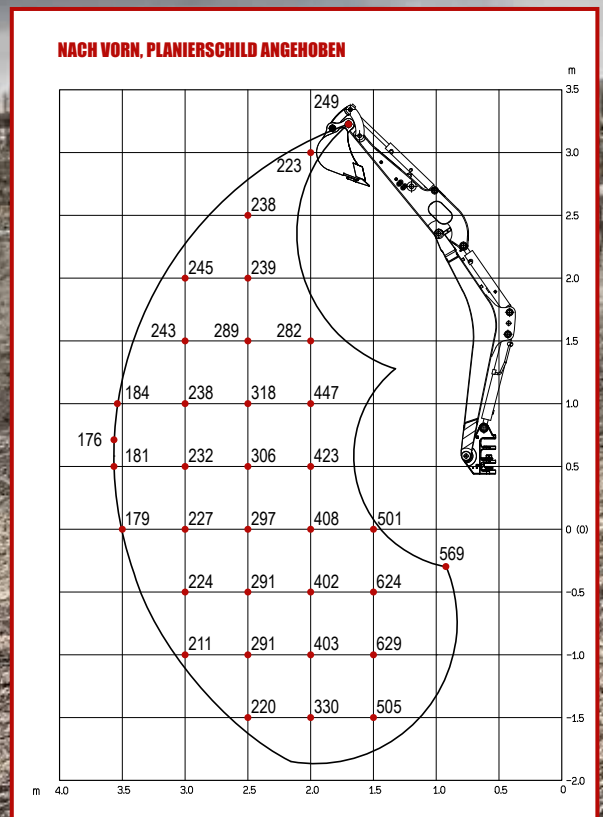 NACH VORN, PLANIERSCHILD ANGEHOBEN
m
3.5
249
3.0
223
238
2.5
245 239
2.0
243 289 282
1.5
184 238 318 447
1.0
176
181 232 306 423
0.5
179 227 297 408 501
0 (0)
569
224 291 402 624
-0.5
211 291 403 629
-1.0
220 330 505
-1.5
-2.0
m 4.0 3.5 3.0 2.5 2.0 1.5 1.0 0.5 0